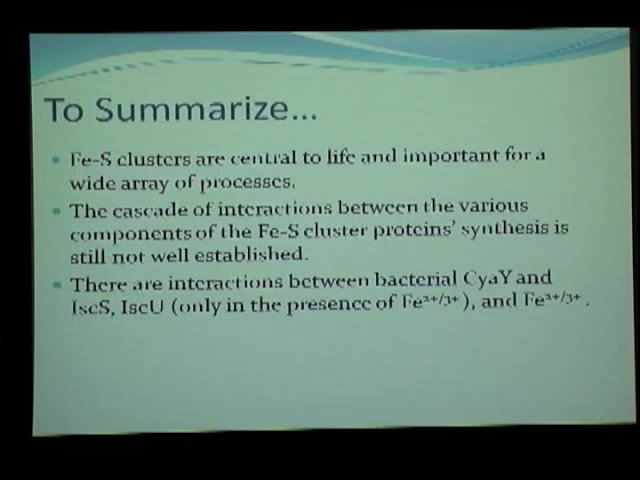 To Summarize...
Fe-S clusters are central to life and important for a
wide array of processes.
The cascade of interactions between the various
components of the Fe-S cluster proteins' synthesis is
still not well established.
There are interactions between bacterial CyaY and
IscS, IscU (only in the presence of Fe²⁺/³⁺), and Fe²⁺/³⁺.